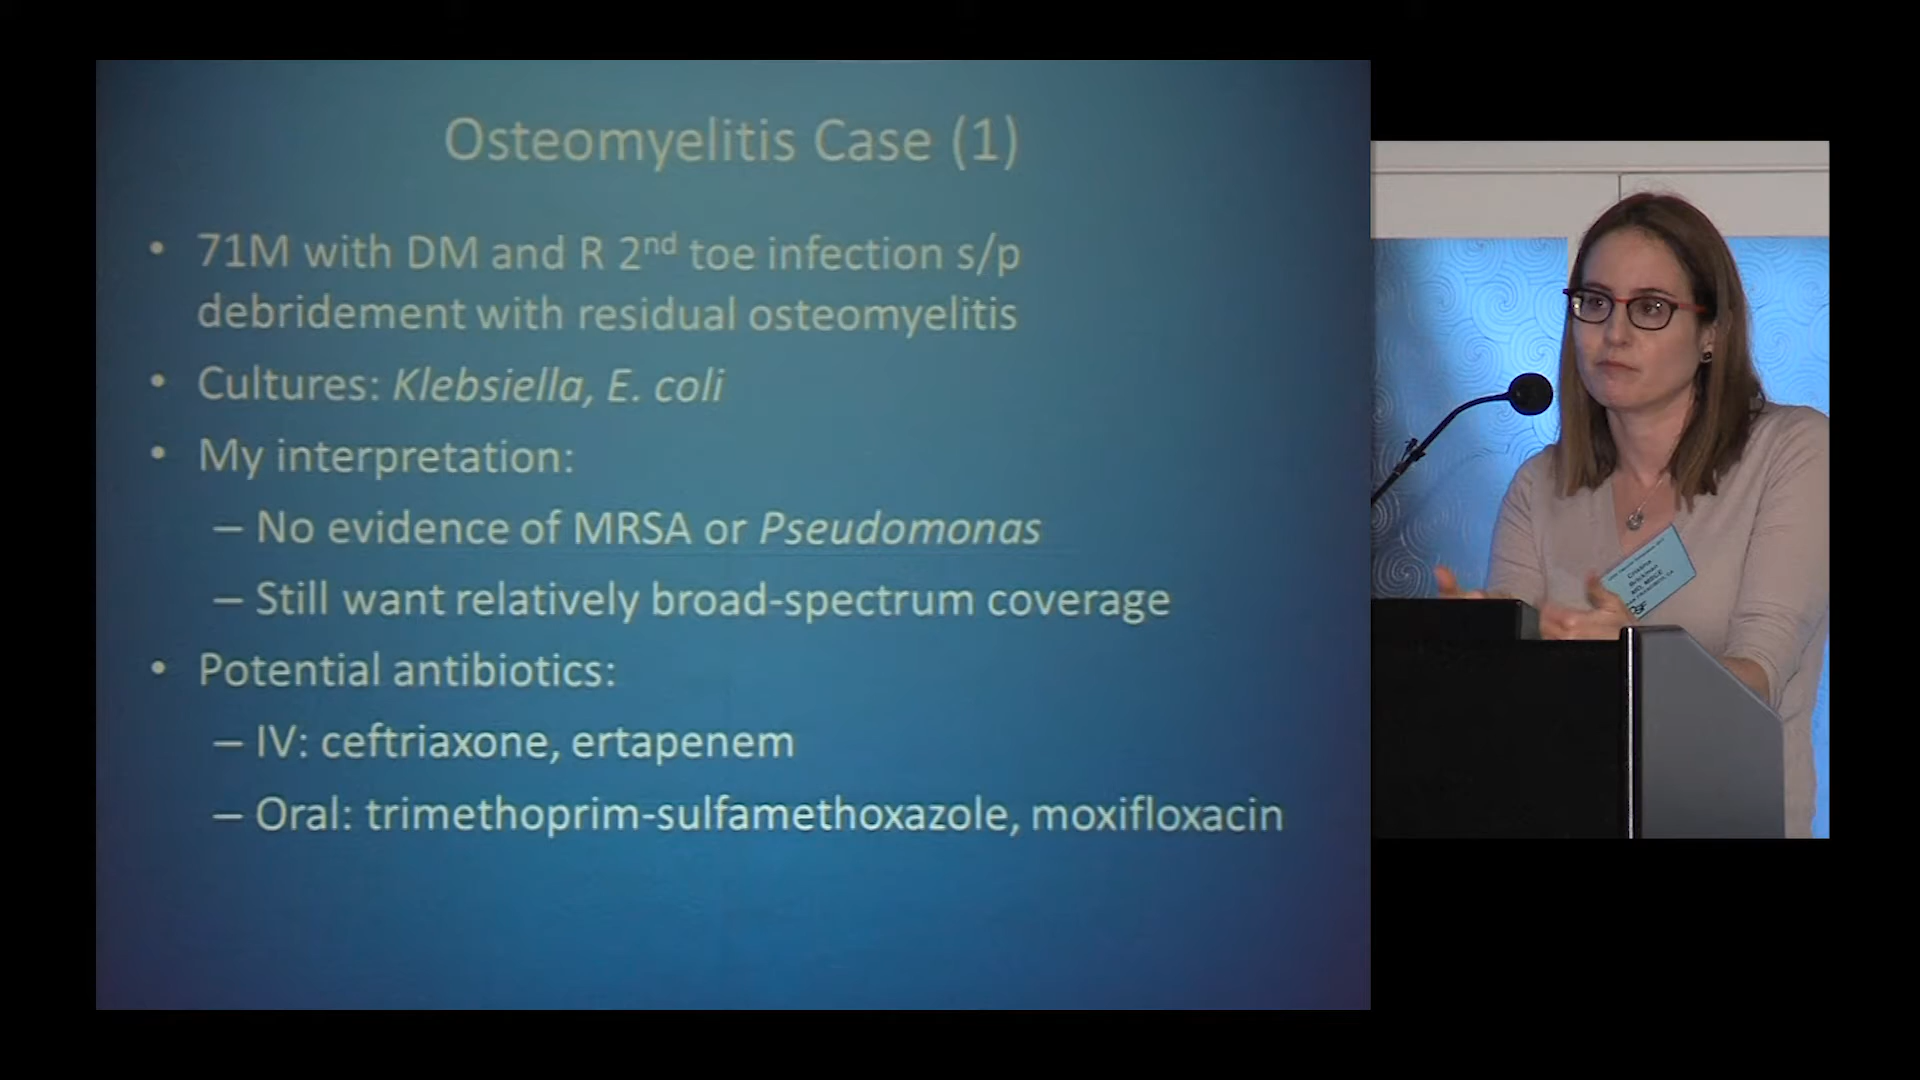 Osteomyelitis Case (1)
• 71M with DM and R 2nd toe infection s/p
debridement with residual osteomyelitis
• Cultures: Klebsiella, E. coli
• My interpretation:
– No evidence of MRSA or Pseudomonas
– Still want relatively broad-spectrum coverage
• Potential antibiotics:
– IV: ceftriaxone, ertapenem
– Oral: trimethoprim-sulfamethoxazole, moxifloxacin